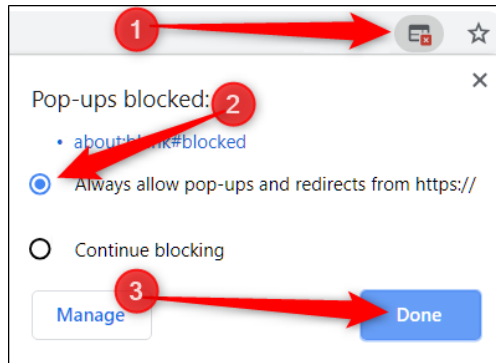 1
Pop-ups blocked:
2
about:blank#blocked
Always allow pop-ups and redirects from https://
Continue blocking
3
Manage
Done